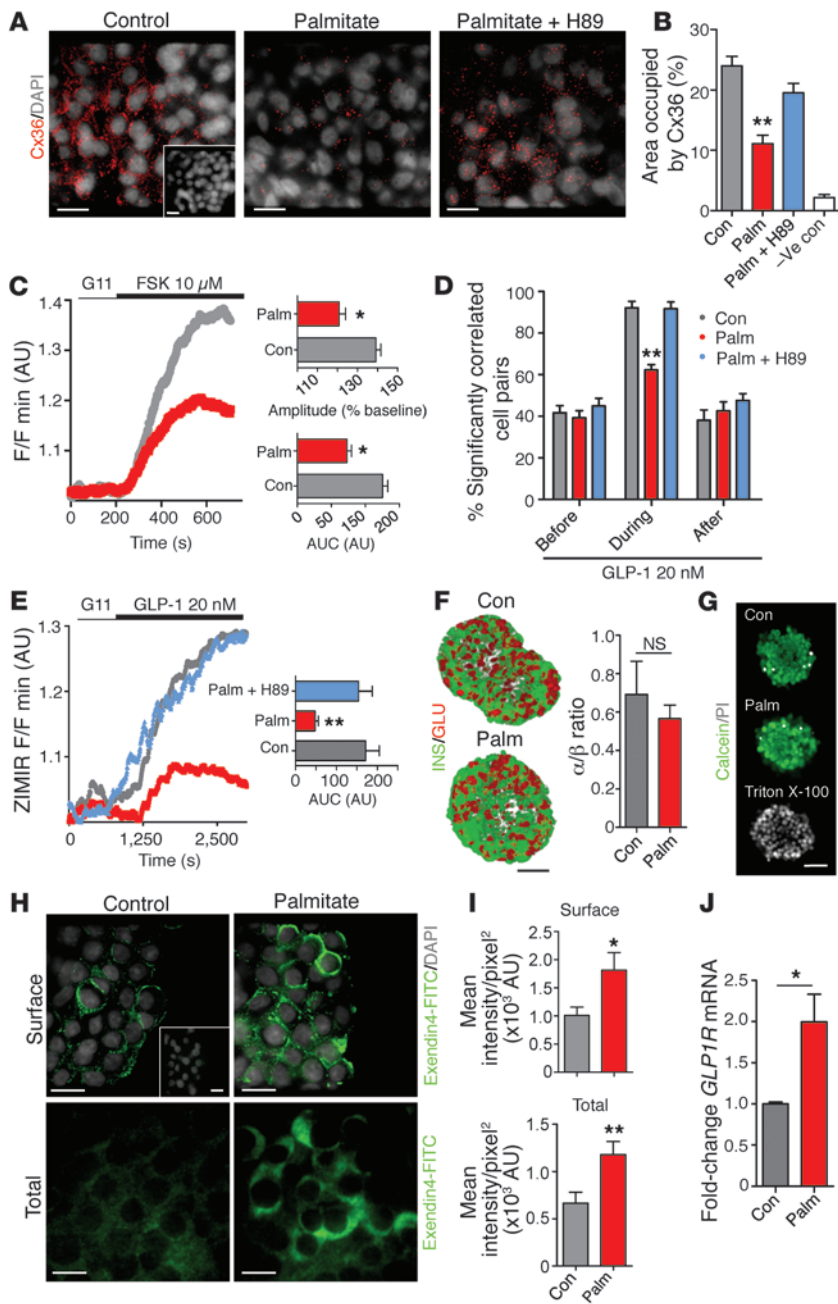 A
Control
Palmitate
Palmitate + H89
Cx36/DAPI
B
Area occupied
by Cx36 (%)
30
20
10
0
**
Con
Palm
Palm + H89
–Ve con
C
G11
FSK 10 µM
F/F min (AU)
1.4
1.3
1.2
1.1
0
200
400
600
Time (s)
Palm
*
Con
110
130
150
Amplitude (% baseline)
Palm
*
Con
0
50
100
150
200
AUC (AU)
D
% Significantly correlated
cell pairs
100
80
60
40
40
60
**
Con
Palm
Palm + H89
Before
During
After
GLP-1 20 nM
E
G11
GLP-1 20 nM
ZIMIR F/F min (AU)
1.3
1.2
1.1
0
1,250
2,500
Time (s)
Palm + H89
Palm
**
Con
0
100
200
AUC (AU)
F
Con
Palm
INS/GLU
α/β ratio
1.0
0.8
0.6
0.4
0.2
0
NS
Con
Palm
G
Con
Palm
Triton X-100
Calcein/PI
H
Control
Palmitate
Surface
Total
Exendin4-FITC/DAPI
Exendin4-FITC
I
Surface
Mean
intensity/pixel²
(x10³ AU)
2.5
2.0
1.5
1.0
0.5
0
*
Total
Mean
intensity/pixel²
(x10³ AU)
1.5
1.0
0.5
0
**
Con
Palm
J
Fold-change GLP1R mRNA
2.5
2.0
1.5
1.0
0.5
0
*
Con
Palm